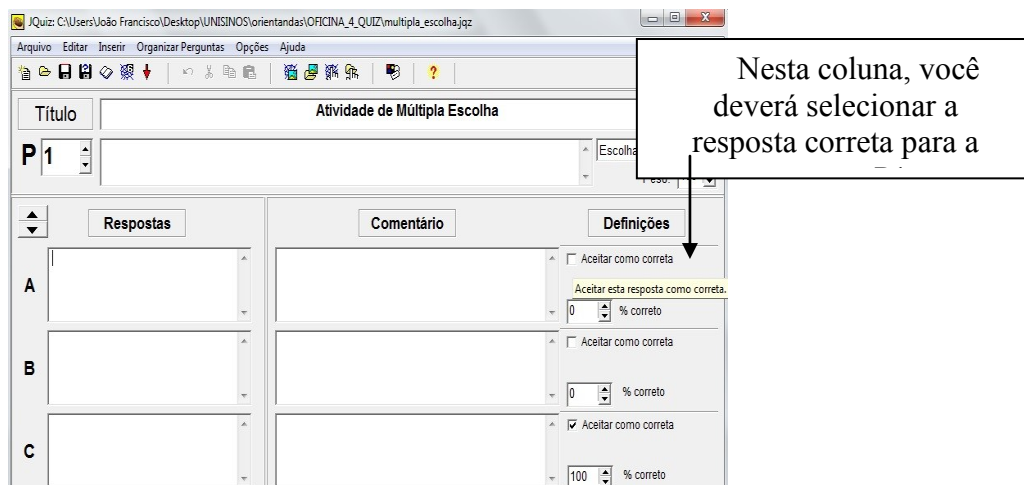 JQuiz: C:\Users\João Francisco\Desktop\UNISINOS\orientandas\OFICINA_4_QUIZ\multipla_escolha.jqz
Arquivo Editar Inserir Organizar Perguntas Opções Ajuda
Nesta coluna, você
deverá selecionar a
resposta correta para a
Título
Atividade de Múltipla Escolha
P 1
Escolha
Respostas
Comentário
Definições
A
Aceitar como correta
Aceitar esta resposta como correta.
0 % correto
B
Aceitar como correta
0 % correto
C
Aceitar como correta
100 % correto